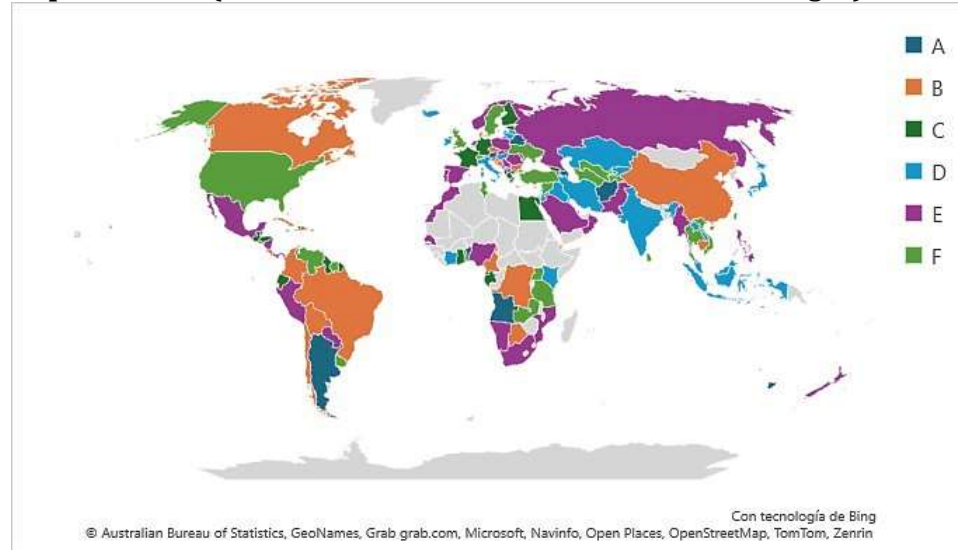 A
B
C
D
E
F
Con tecnología de Bing
© Australian Bureau of Statistics, GeoNames, Grab grab.com, Microsoft, Navinfo, Open Places, OpenStreetMap, TomTom, Zenrin